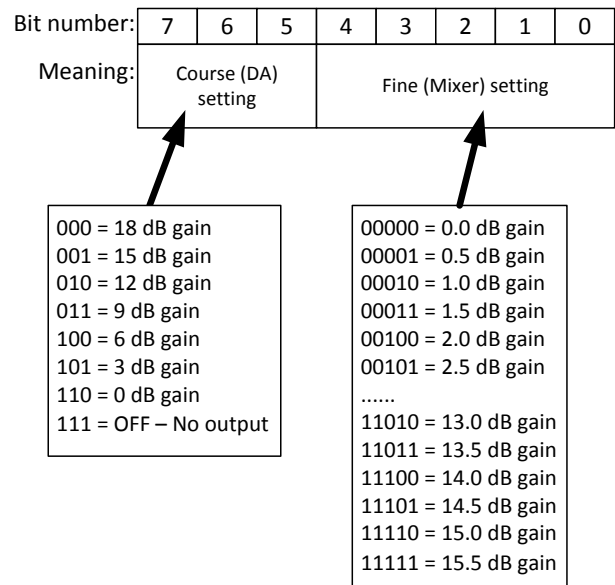 Bit number: 7 6 5 4 3 2 1 0
Meaning: Course (DA) setting Fine (Mixer) setting
000 = 18 dB gain
001 = 15 dB gain
010 = 12 dB gain
011 = 9 dB gain
100 = 6 dB gain
101 = 3 dB gain
110 = 0 dB gain
111 = OFF – No output
00000 = 0.0 dB gain
00001 = 0.5 dB gain
00010 = 1.0 dB gain
00011 = 1.5 dB gain
00100 = 2.0 dB gain
00101 = 2.5 dB gain
......
11010 = 13.0 dB gain
11011 = 13.5 dB gain
11100 = 14.0 dB gain
11101 = 14.5 dB gain
11110 = 15.0 dB gain
11111 = 15.5 dB gain